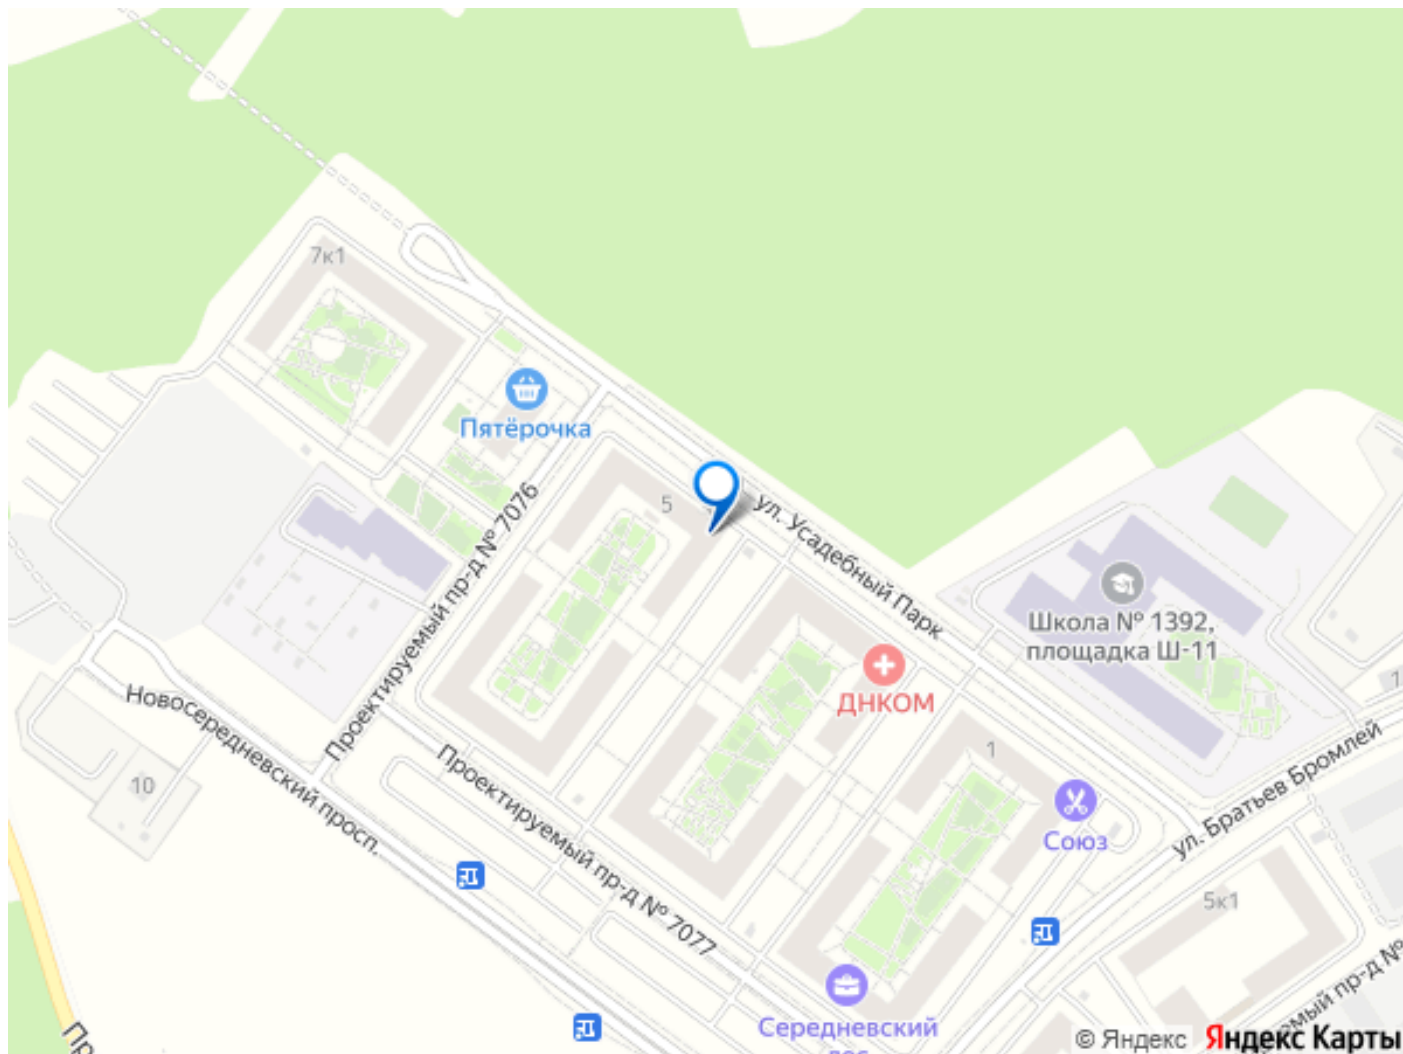 7к1
Пятёрочка
5
Проектируемый пр-д № 7076
ул. Усадебный Парк
Школа № 1392,
площадка Ш-11
ДНКОМ
Новосередневский просп.
10
Проектируемый пр-д № 7077
1
Союз
ул. Братьев Бромлей
5к1
Середневский
© Яндекс Яндекс Карты